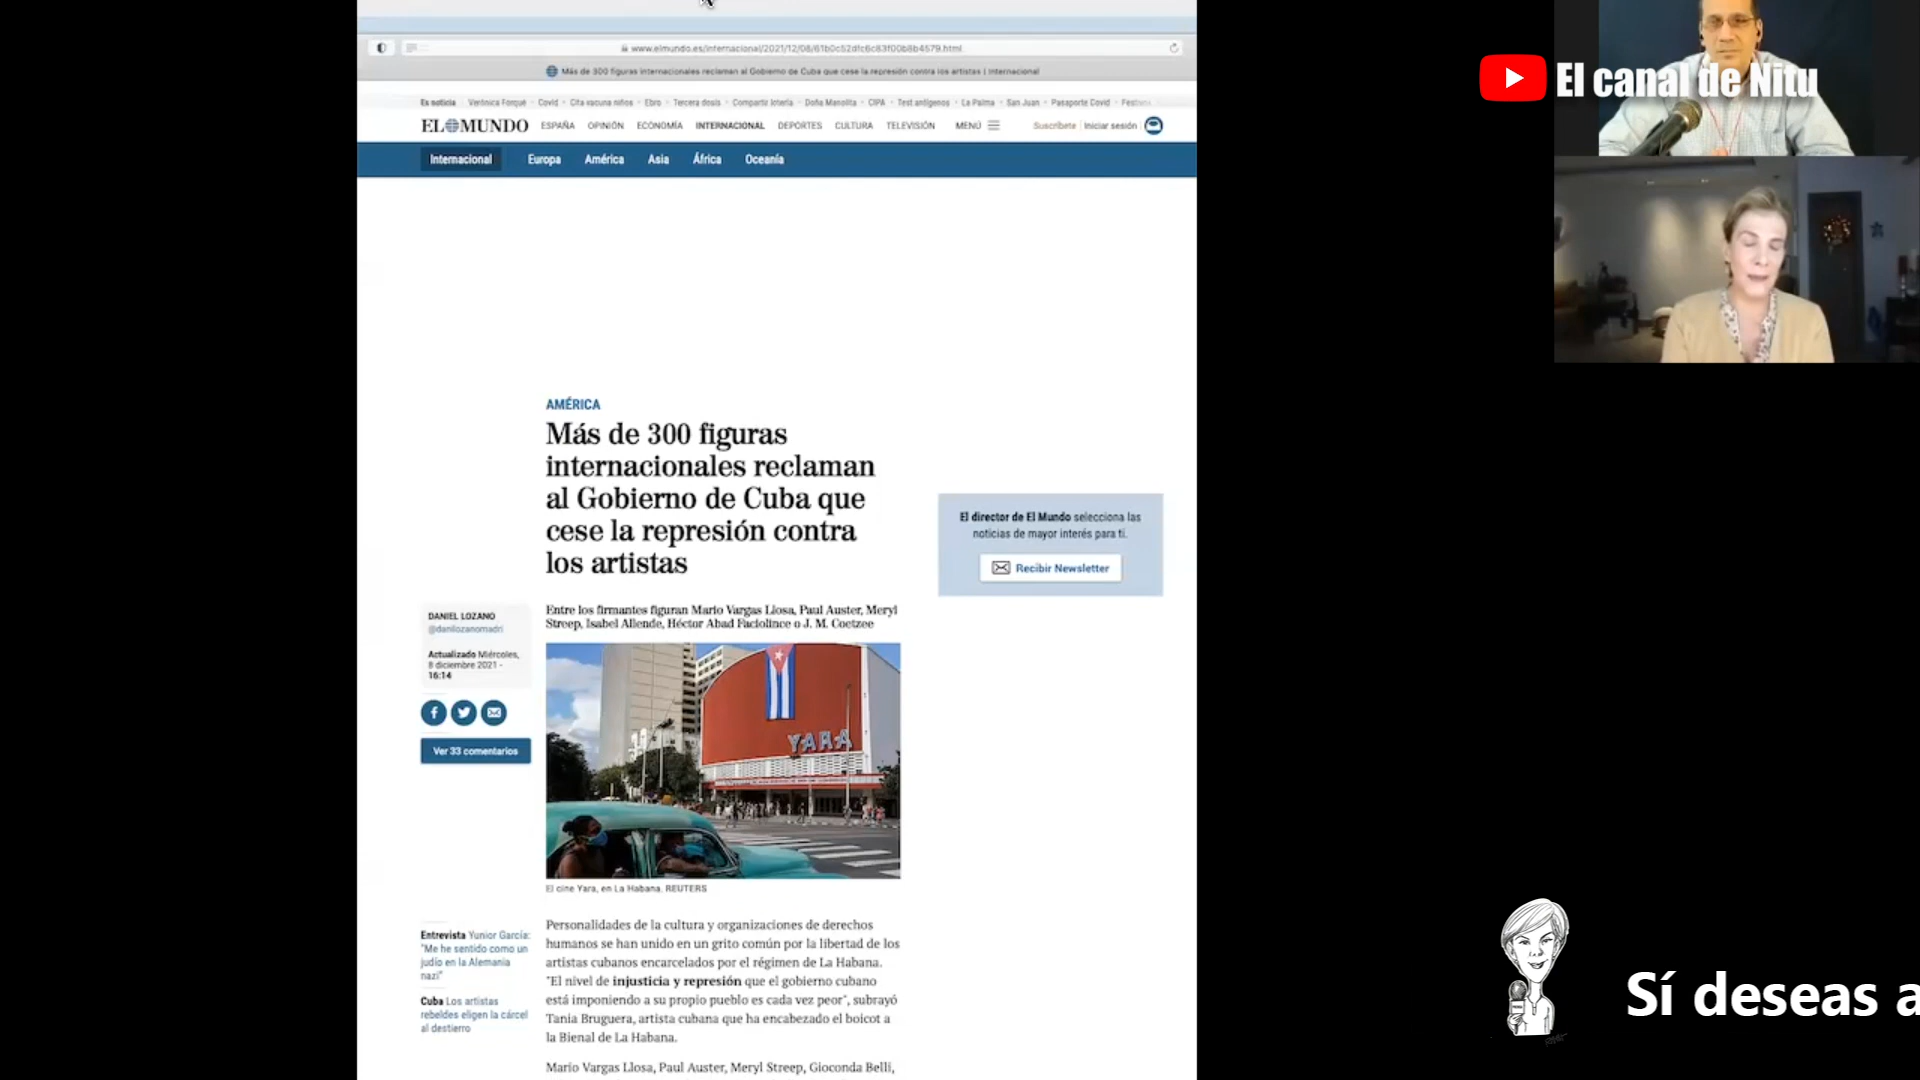 www.elmundo.es/internacional/2021/12/08/61b0c52dfc6c83f00b8b4579.html
Más de 300 figuras internacionales reclaman al Gobierno de Cuba que cese la represión contra los artistas | Internacional
Es noticia Verónica Forqué Covid Cita vacuna niños Ebro Tercera dosis Compartir lotería Doña Manolita CIPA Test antígenos La Palma San Juan Pasaporte Covid
EL MUNDO ESPAÑA OPINIÓN ECONOMÍA INTERNACIONAL DEPORTES CULTURA TELEVISIÓN MENÚ Suscríbete Iniciar sesión
Internacional Europa América Asia África Oceanía
El canal de Nitu
AMÉRICA
Más de 300 figuras
internacionales reclaman
al Gobierno de Cuba que
cese la represión contra
los artistas
El director de El Mundo selecciona las
noticias de mayor interés para ti.
Recibir Newsletter
Entre los firmantes figuran Mario Vargas Llosa, Paul Auster, Meryl
Streep, Isabel Allende, Héctor Abad Faciolince o J. M. Coetzee
DANIEL LOZANO
@danilozanomadri
Actualizado Miércoles,
8 diciembre 2021 -
16:14
Ver 33 comentarios
YARA
El cine Yara, en La Habana. REUTERS
Personalidades de la cultura y organizaciones de derechos
humanos se han unido en un grito común por la libertad de los
artistas cubanos encarcelados por el régimen de La Habana.
"El nivel de injusticia y represión que el gobierno cubano
está imponiendo a su propio pueblo es cada vez peor", subrayó
Tania Bruguera, artista cubana que ha encabezado el boicot a
la Bienal de La Habana.
Mario Vargas Llosa, Paul Auster, Meryl Streep, Gioconda Belli,
Entrevista Yunior García:
"Me he sentido como un
judío en la Alemania
nazi"
Cuba Los artistas
rebeldes eligen la cárcel
al destierro
Sí deseas a